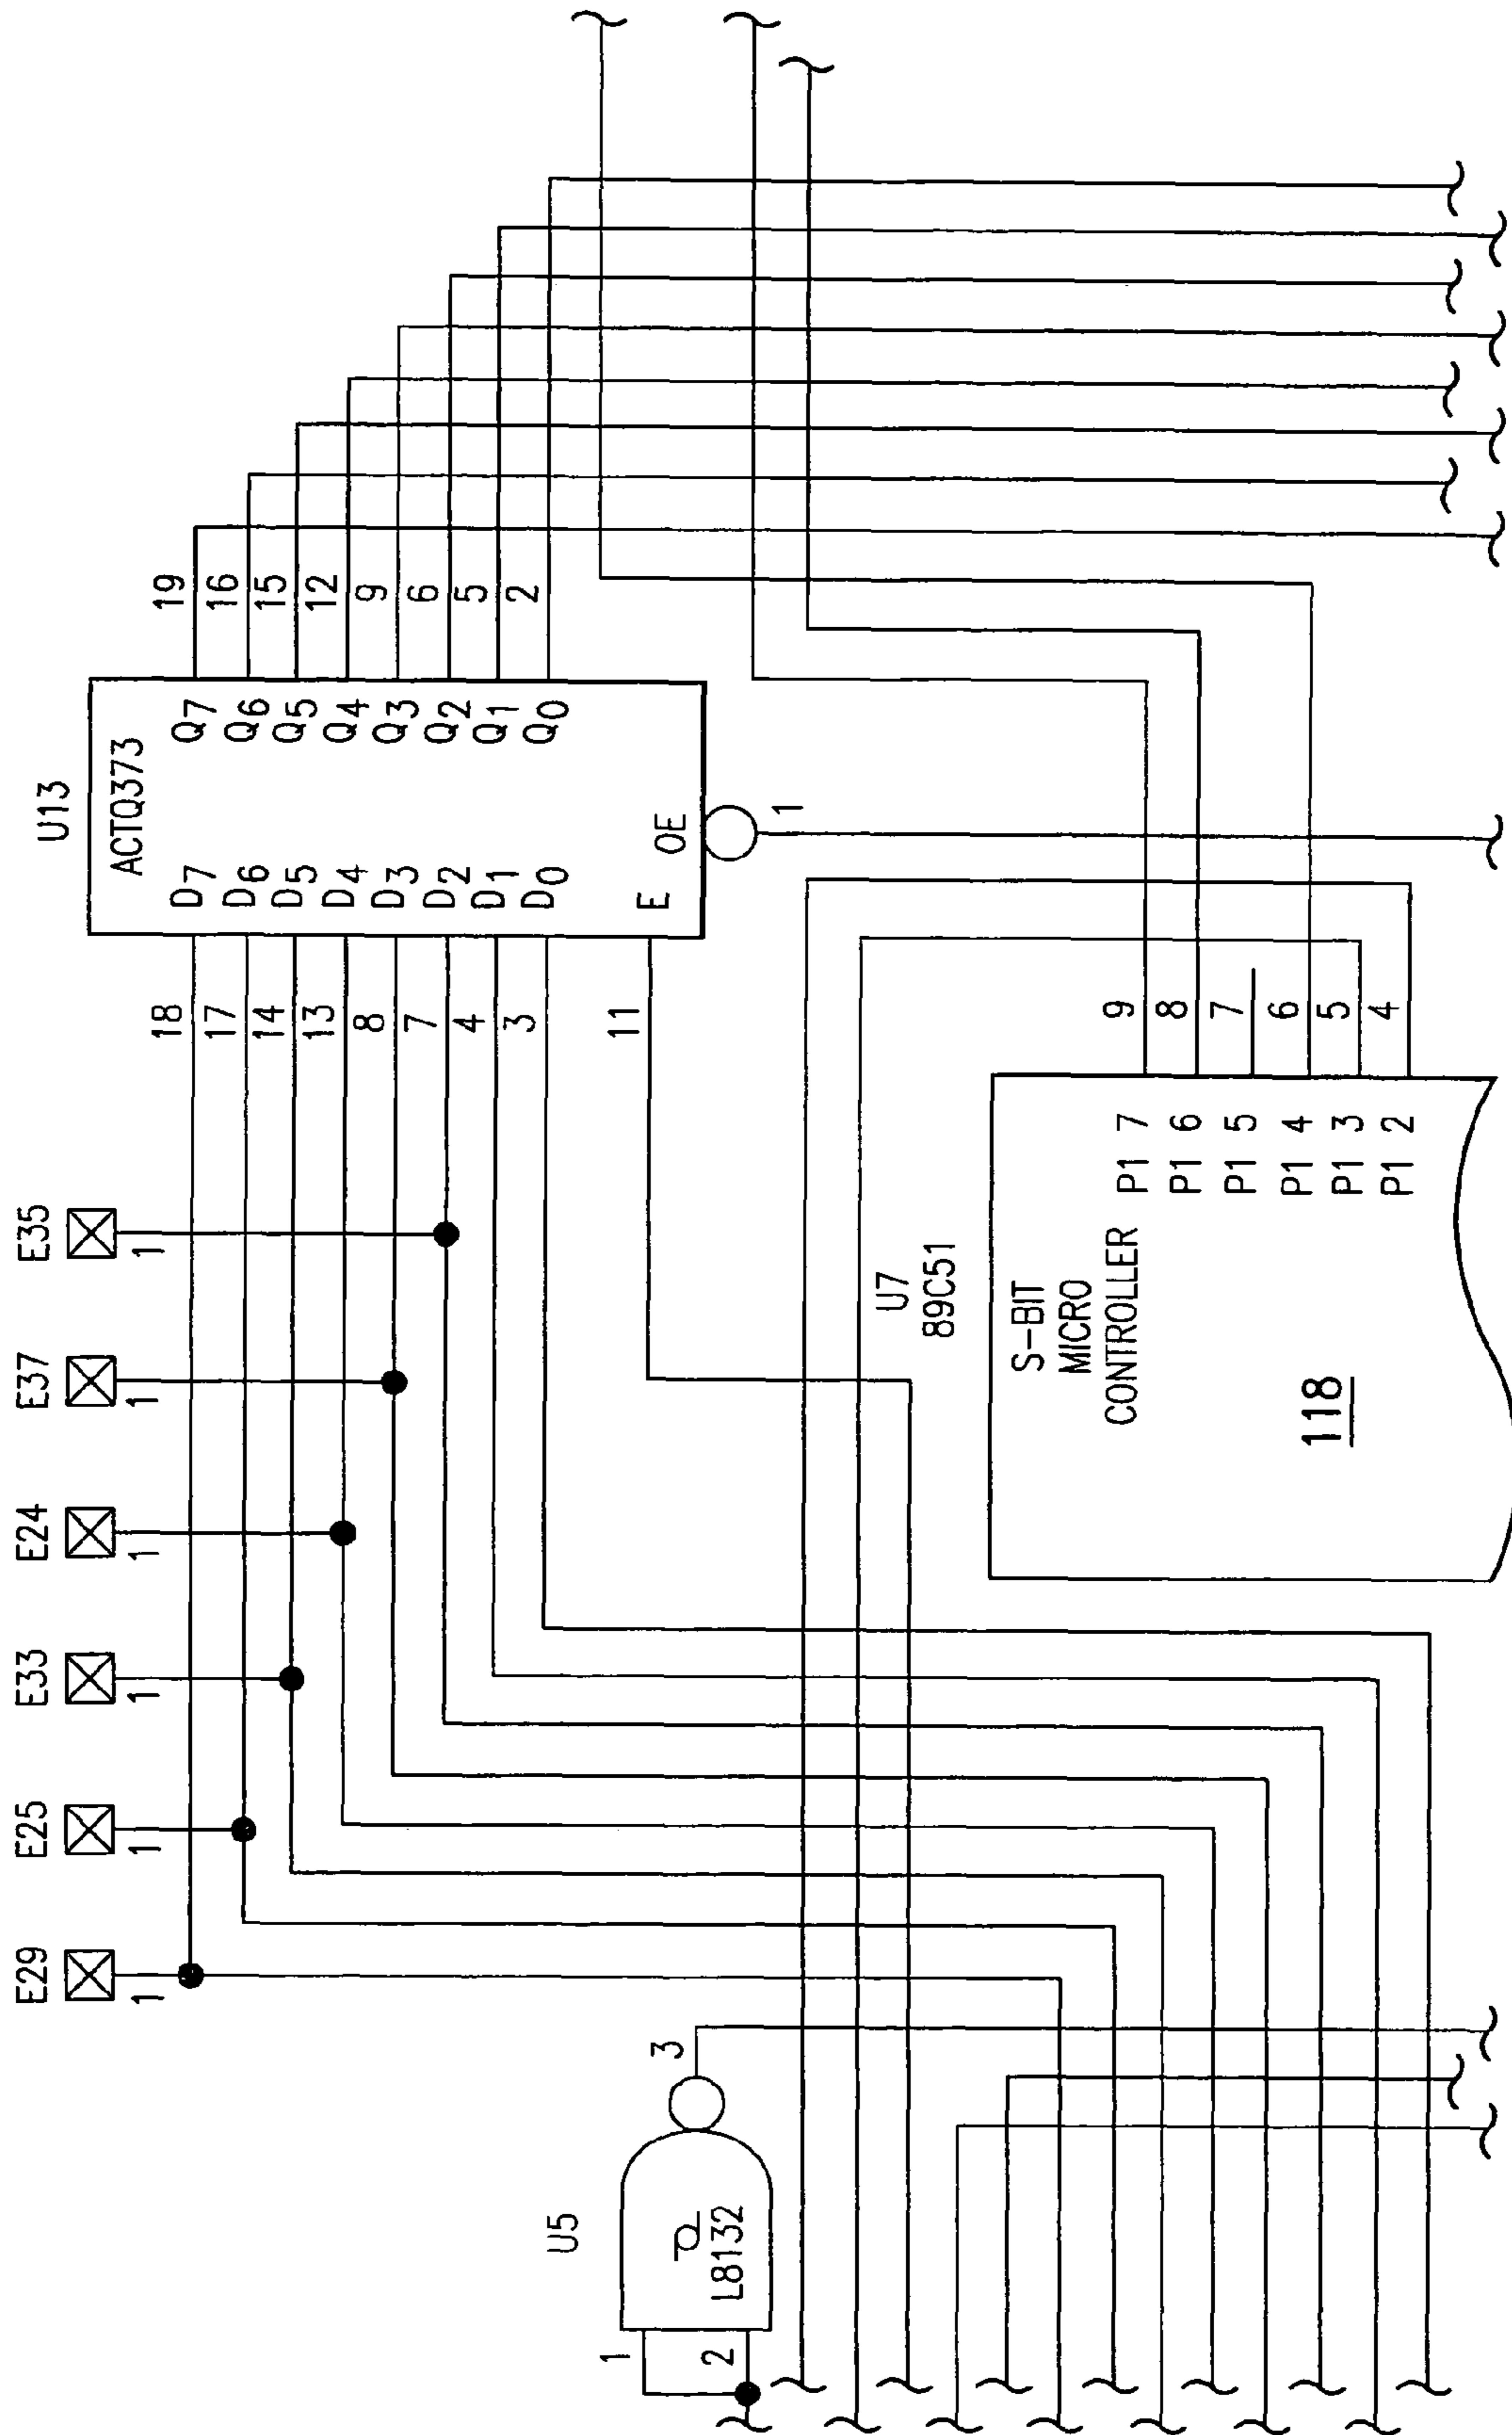 E29
E25
E33
E24
E37
E35
1
1
1
1
1
1
U13
ACTQ373
18 D7 Q7 19
17 D6 Q6 16
14 D5 Q5 15
13 D4 Q4 12
8 D3 Q3 9
7 D2 Q2 6
4 D1 Q1 5
3 D0 Q0 2
11 E OE
1
U5
1
2
3
L8132
U7
89C51
S-BIT
MICRO
CONTROLLER
118
P1 7 9
P1 6 8
P1 5 7
P1 4 6
P1 3 5
P1 2 4